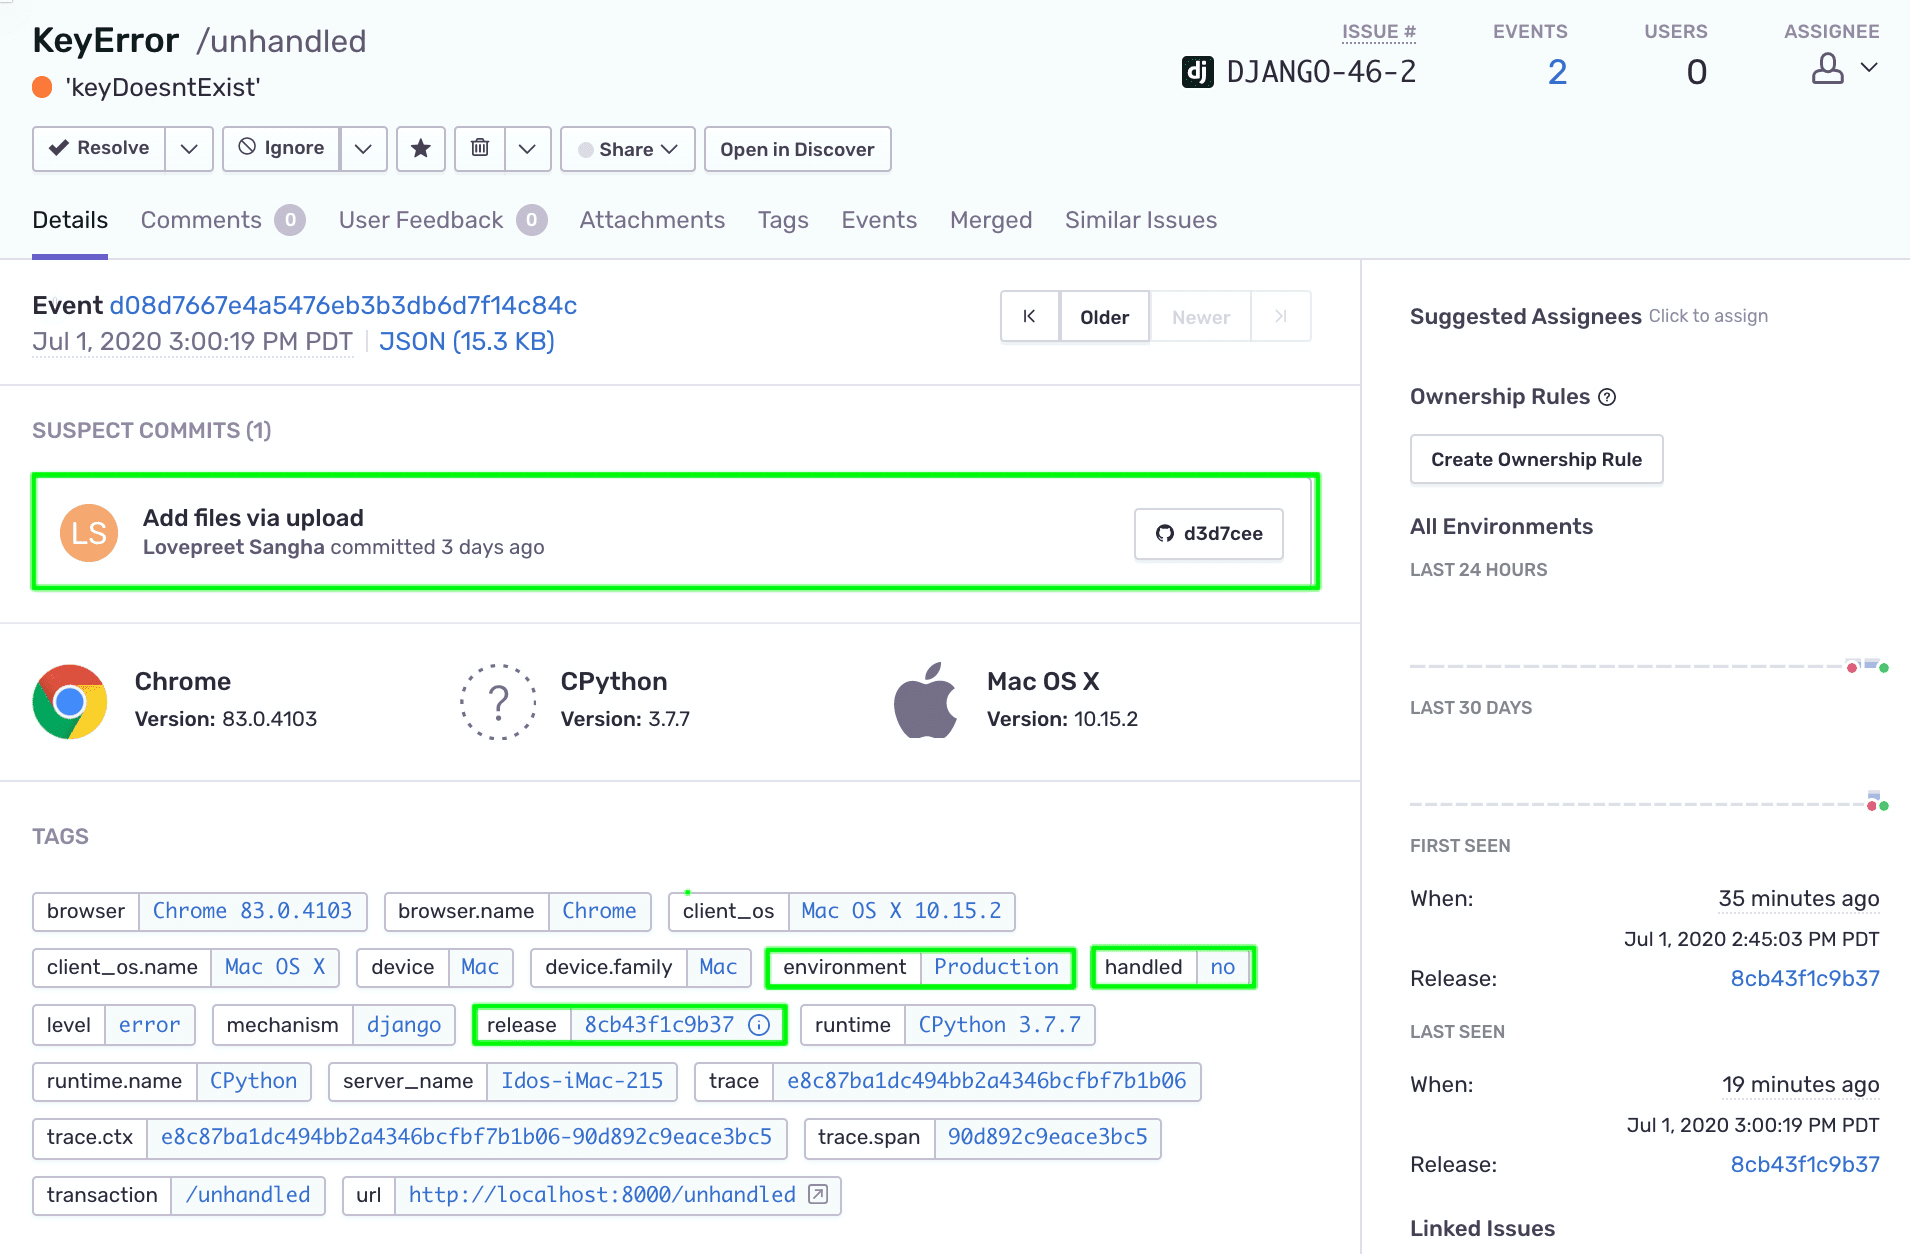 KeyError /unhandled
'keyDoesntExist'
ISSUE # EVENTS USERS ASSIGNEE
dj DJANGO-46-2 2 0
Resolve Ignore Share Open in Discover
Details Comments 0 User Feedback 0 Attachments Tags Events Merged Similar Issues
Event d08d7667e4a5476eb3b3db6d7f14c84c
Jul 1, 2020 3:00:19 PM PDT JSON (15.3 KB)
Older Newer
SUSPECT COMMITS (1)
LS
Add files via upload
Lovepreet Sangha committed 3 days ago
d3d7cee
Chrome
Version: 83.0.4103
?
CPython
Version: 3.7.7
Mac OS X
Version: 10.15.2
TAGS
browser Chrome 83.0.4103 browser.name Chrome client_os Mac OS X 10.15.2
client_os.name Mac OS X device Mac device.family Mac environment Production handled no
level error mechanism django release 8cb43f1c9b37 runtime CPython 3.7.7
runtime.name CPython server_name Idos-iMac-215 trace e8c87ba1dc494bb2a4346bcfbf7b1b06
trace.ctx e8c87ba1dc494bb2a4346bcfbf7b1b06-90d892c9eace3bc5 trace.span 90d892c9eace3bc5
transaction /unhandled url http://localhost:8000/unhandled
Suggested Assignees Click to assign
Ownership Rules ?
Create Ownership Rule
All Environments
LAST 24 HOURS
LAST 30 DAYS
FIRST SEEN
When: 35 minutes ago
Jul 1, 2020 2:45:03 PM PDT
Release: 8cb43f1c9b37
LAST SEEN
When: 19 minutes ago
Jul 1, 2020 3:00:19 PM PDT
Release: 8cb43f1c9b37
Linked Issues